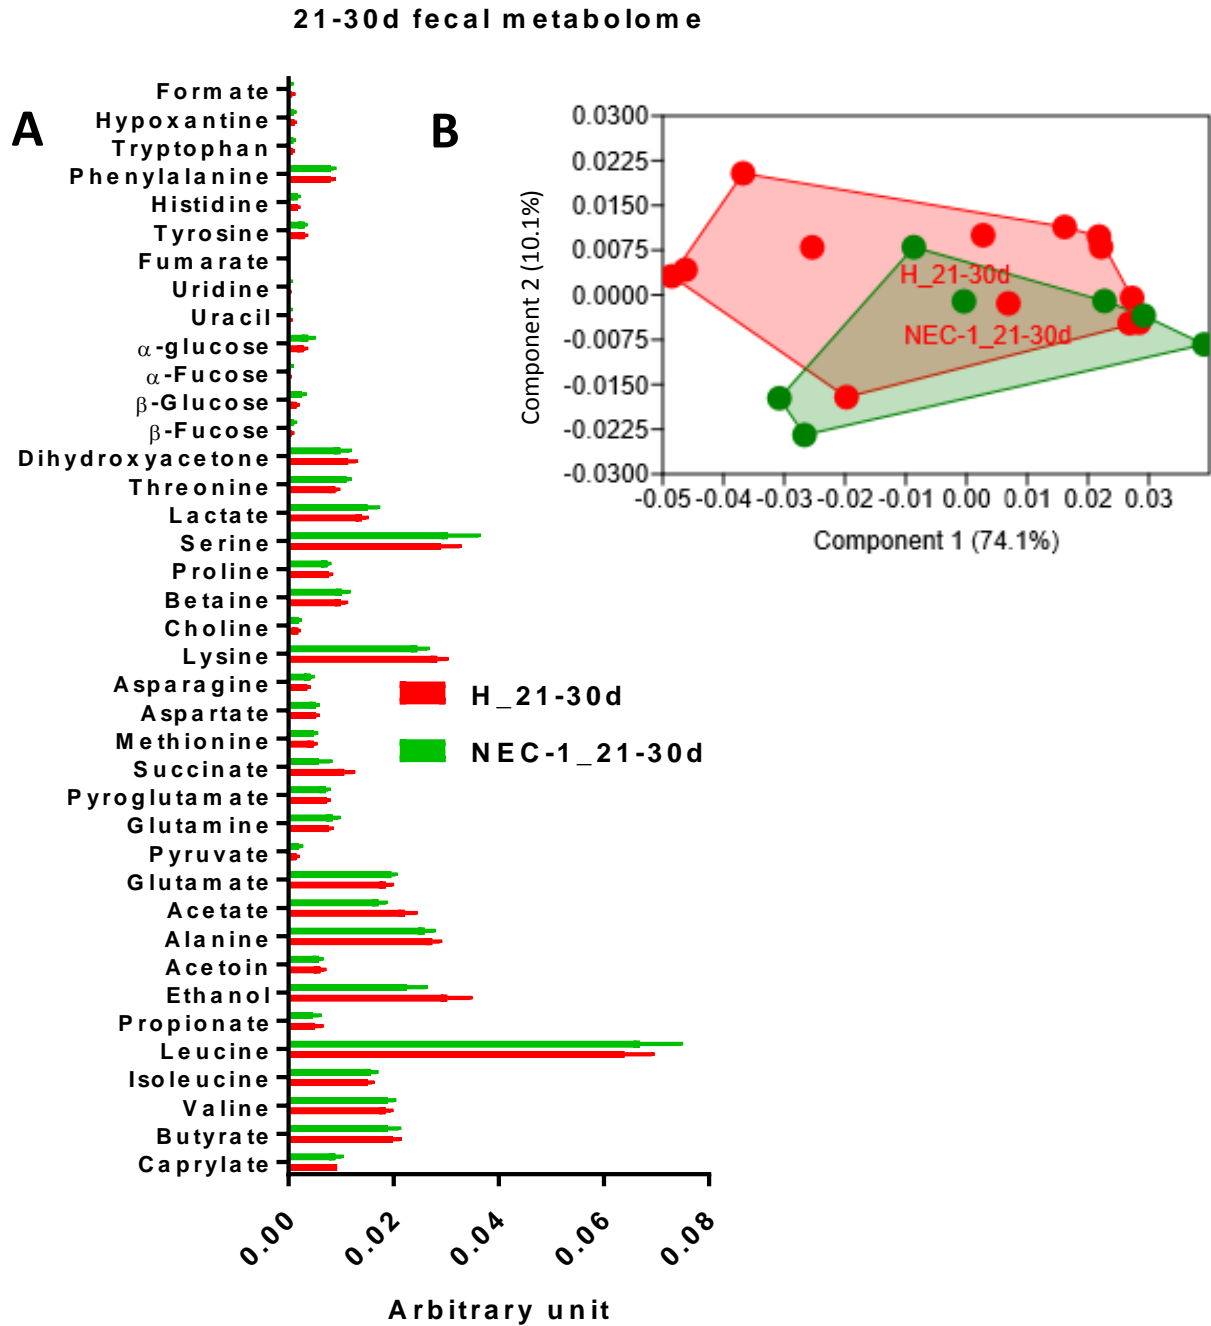 21-30d fecal metabolome
A
Formate
Hypoxantine
Tryptophan
Phenylalanine
Histidine
Tyrosine
Fumarate
Uridine
Uracil
α-glucose
α-Fucose
β-Glucose
β-Fucose
Dihydroxyacetone
Threonine
Lactate
Serine
Proline
Betaine
Choline
Lysine
Asparagine
Aspartate
Methionine
Succinate
Pyroglutamate
Glutamine
Pyruvate
Glutamate
Acetate
Alanine
Acetoin
Ethanol
Propionate
Leucine
Isoleucine
Valine
Butyrate
Caprylate
0.00 0.02 0.04 0.06 0.08
Arbitrary unit
H_21-30d
NEC-1_21-30d
B
0.0300
0.0225
0.0150
0.0075
0.0000
-0.0075
-0.0150
-0.0225
-0.0300
Component 2 (10.1%)
H_21-30d
NEC-1_21-30d
-0.05 -0.04 -0.03 -0.02 -0.01 0.00 0.01 0.02 0.03
Component 1 (74.1%)